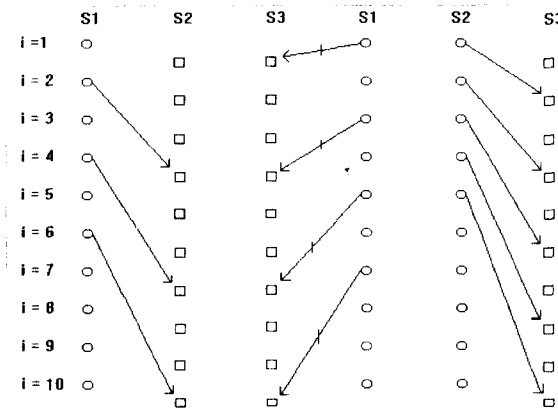 S1 S2 S3 S1 S2 S3
i =1
i = 2
i = 3
i = 4
i = 5
i = 6
i = 7
i = 8
i = 9
i = 10